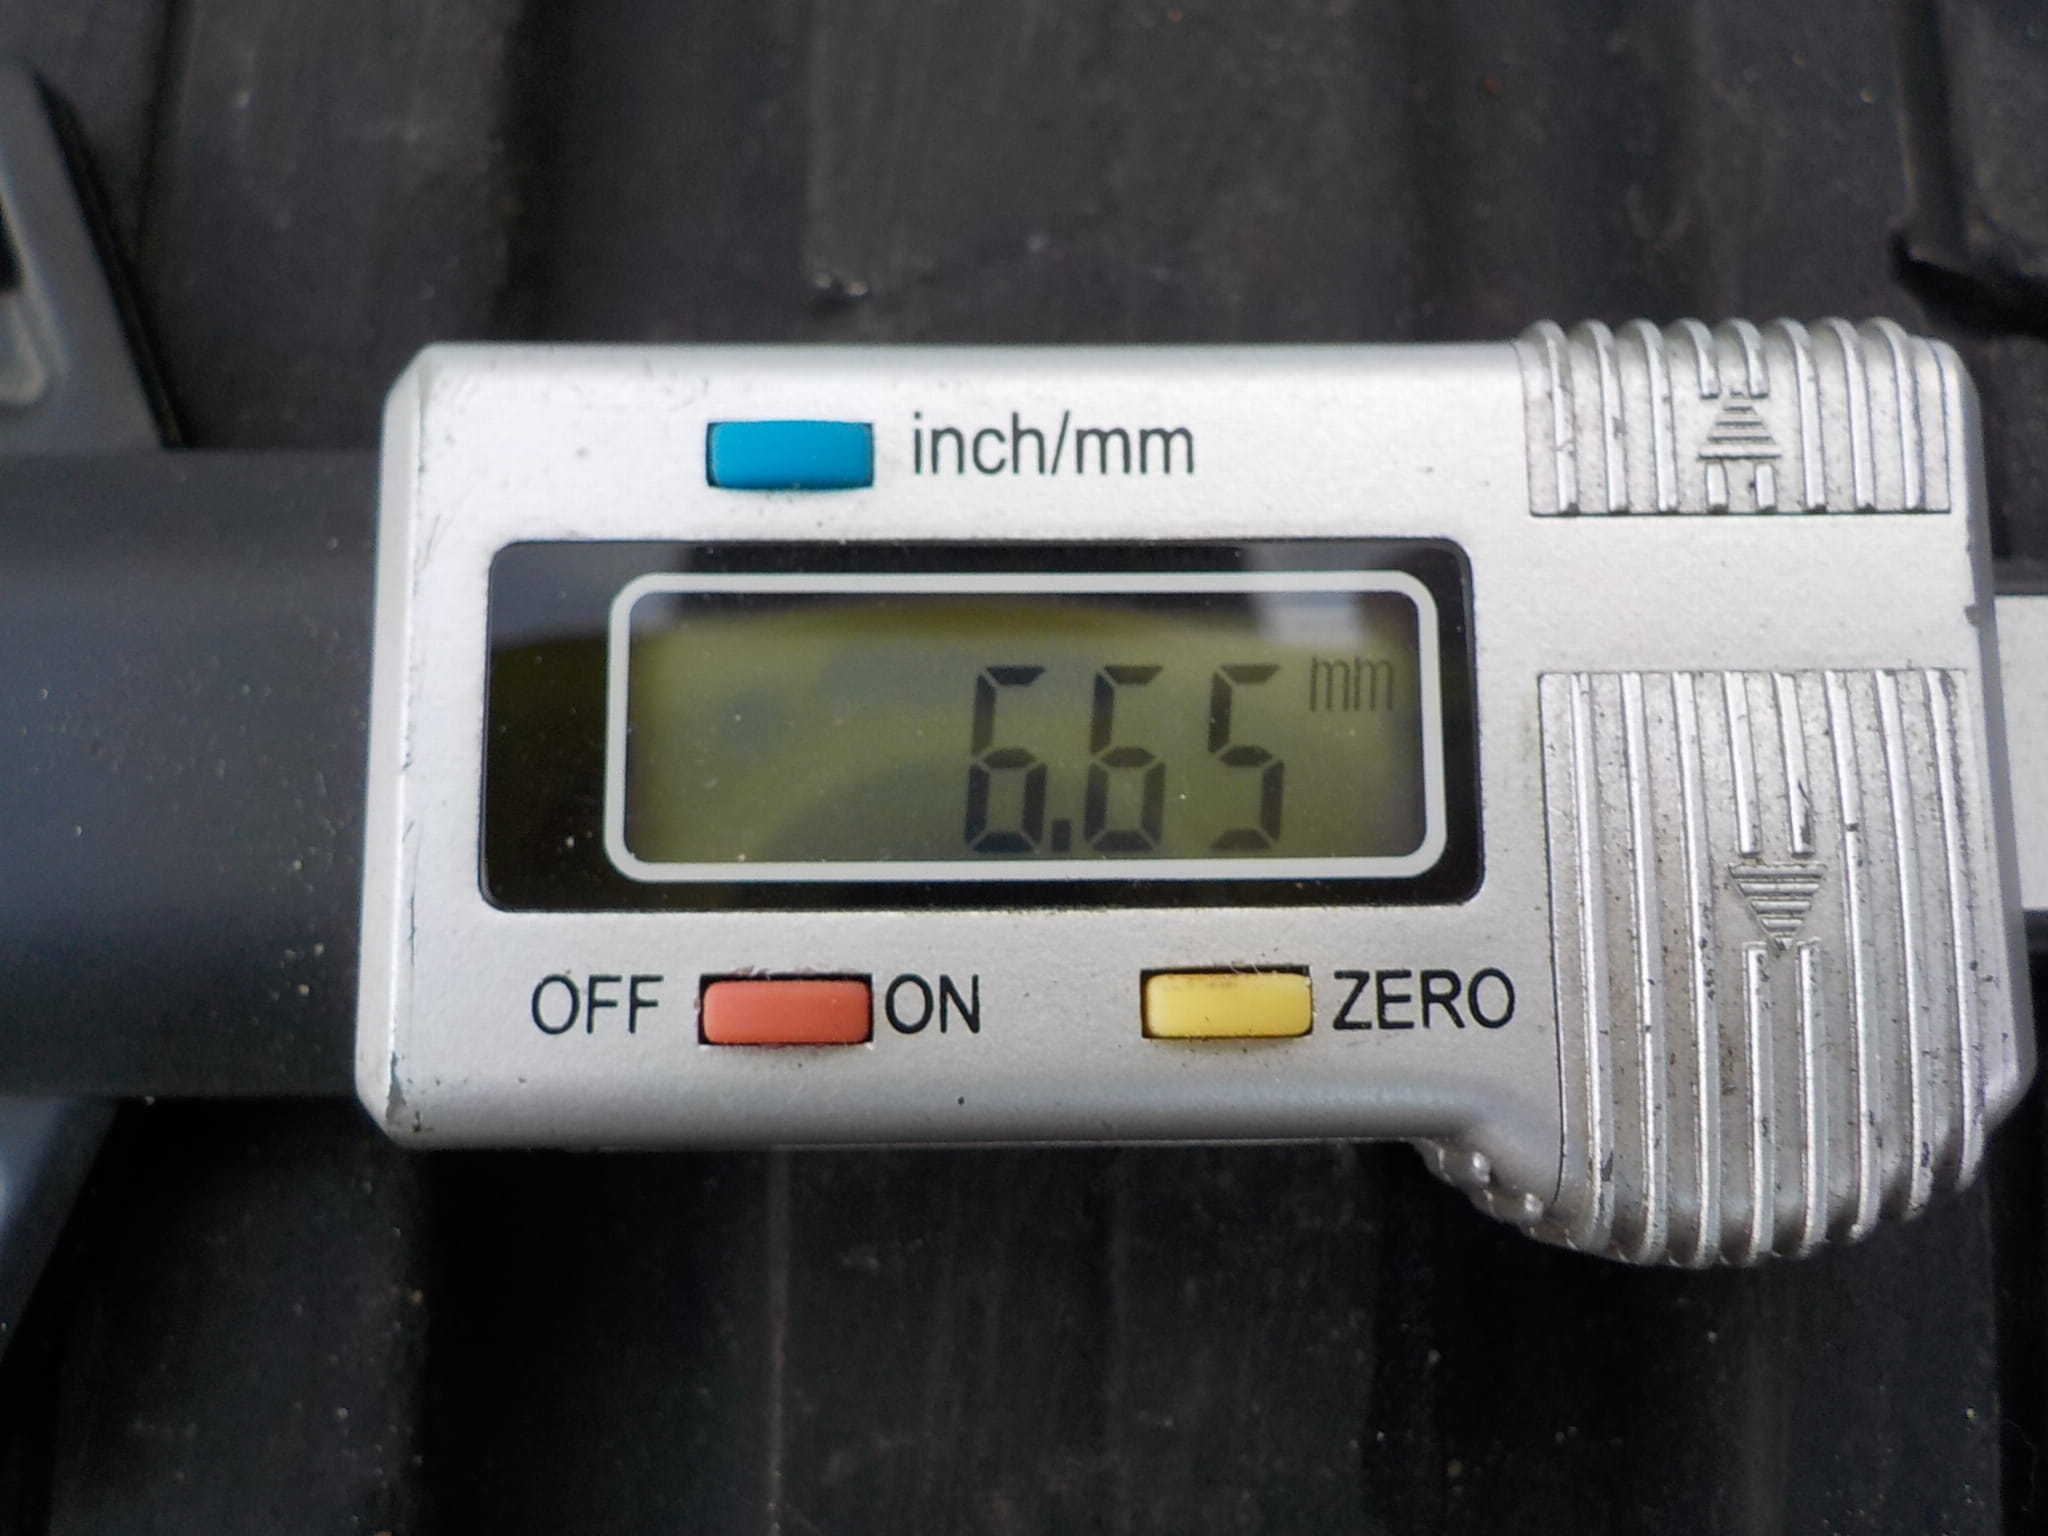 inch/mm
6.65 mm
OFF ON ZERO